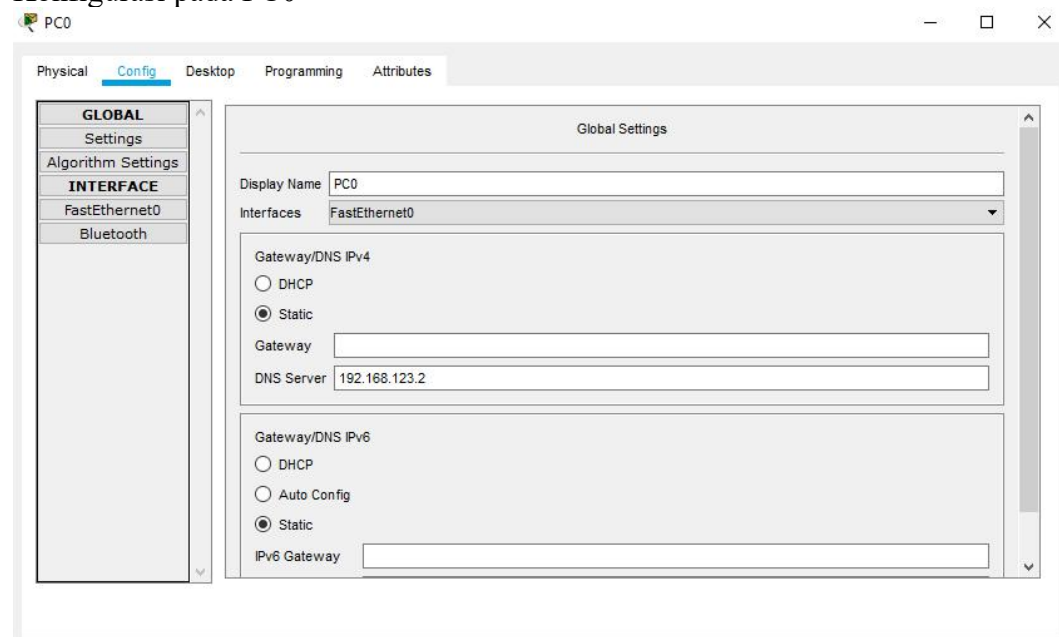 Konfigurasi pada PC0
PC0
Physical Config Desktop Programming Attributes
GLOBAL
Settings
Algorithm Settings
INTERFACE
FastEthernet0
Bluetooth
Global Settings
Display Name PC0
Interfaces FastEthernet0
Gateway/DNS IPv4
DHCP
Static
Gateway
DNS Server 192.168.123.2
Gateway/DNS IPv6
DHCP
Auto Config
Static
IPv6 Gateway